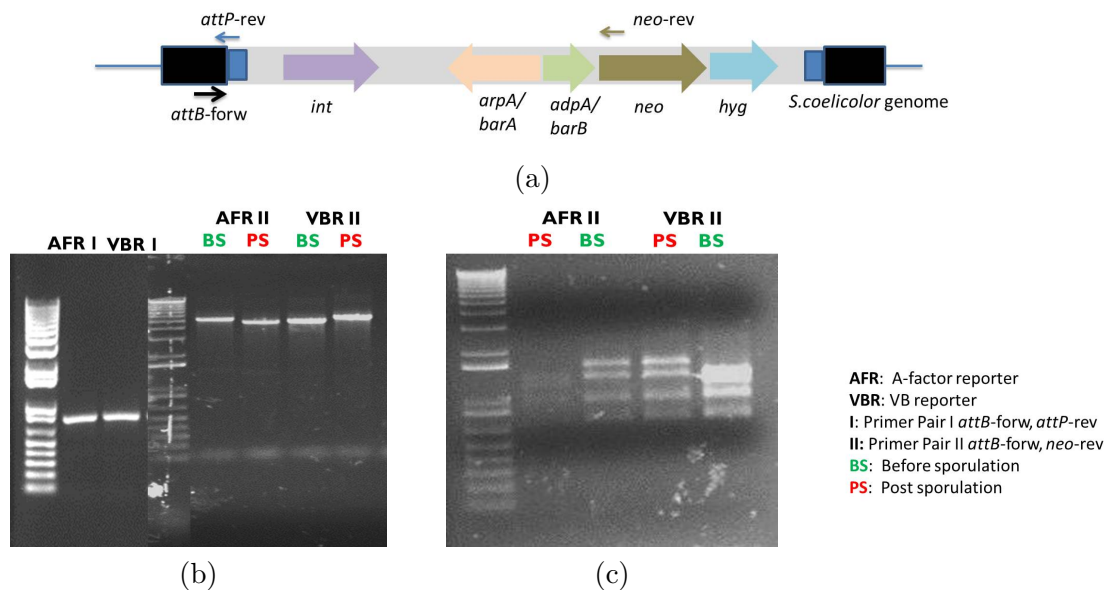 attP-rev
neo-rev
attB-forw
int
arpA/
barA
adpA/
barB
neo
hyg
S.coelicolor genome
(a)
AFR I VBR I
AFR II VBR II
BS PS BS PS
AFR II VBR II
PS BS PS BS
AFR: A-factor reporter
VBR: VB reporter
I: Primer Pair I attB-forw, attP-rev
II: Primer Pair II attB-forw, neo-rev
BS: Before sporulation
PS: Post sporulation
(b)
(c)